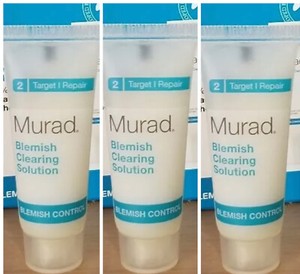 2 Target | Repair
Murad.
Blemish
Clearing
Solution
BLEMISH CONTROL
2 Target | Repair
Murad.
Blemish
Clearing
Solution
BLEMISH CONTROL
2 Target | Repair
Murad.
Blemish
Clearing
Solution
BLEMISH CONTROL